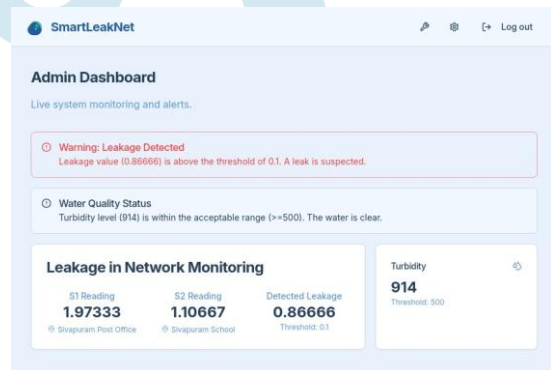 SmartLeakNet
Log out
Admin Dashboard
Live system monitoring and alerts.
Warning: Leakage Detected
Leakage value (0.86666) is above the threshold of 0.1. A leak is suspected.
Water Quality Status
Turbidity level (914) is within the acceptable range (>=500). The water is clear.
Leakage in Network Monitoring
S1 Reading
1.97333
Sivapuram Post Office
S2 Reading
1.10667
Sivapuram School
Detected Leakage
0.86666
Threshold: 0.1
Turbidity
914
Threshold: 500